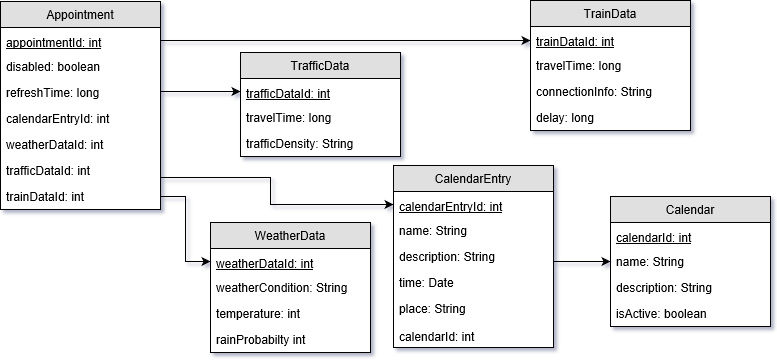 Appointment
appointmentId: int
disabled: boolean
refreshTime: long
calendarEntryId: int
weatherDataId: int
trafficDataId: int
trainDataId: int
TrafficData
trafficDataId: int
travelTime: long
trafficDensity: String
TrainData
trainDataId: int
travelTime: long
connectionInfo: String
delay: long
WeatherData
weatherDataId: int
weatherCondition: String
temperature: int
rainProbabilty int
CalendarEntry
calendarEntryId: int
name: String
description: String
time: Date
place: String
calendarId: int
Calendar
calendarId: int
name: String
description: String
isActive: boolean